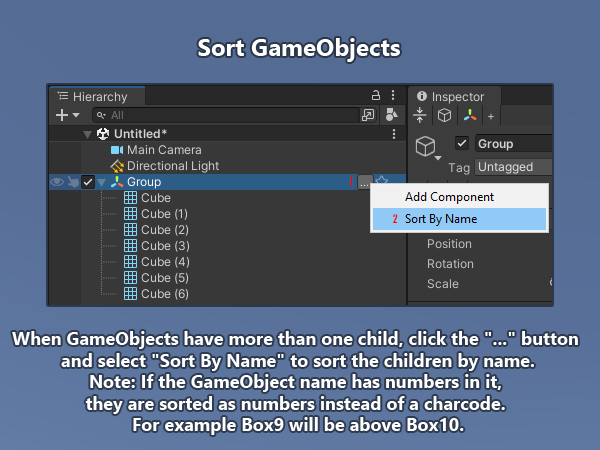 Sort GameObjects
Hierarchy
Inspector
All
Untitled*
Main Camera
Directional Light
Group
...
Cube
Cube (1)
Cube (2)
Cube (3)
Cube (4)
Cube (5)
Cube (6)
Group
Tag Untagged
Add Component
2 Sort By Name
Position
Rotation
Scale
When GameObjects have more than one child, click the "..." button
and select "Sort By Name" to sort the children by name.
Note: If the GameObject name has numbers in it,
they are sorted as numbers instead of a charcode.
For example Box9 will be above Box10.